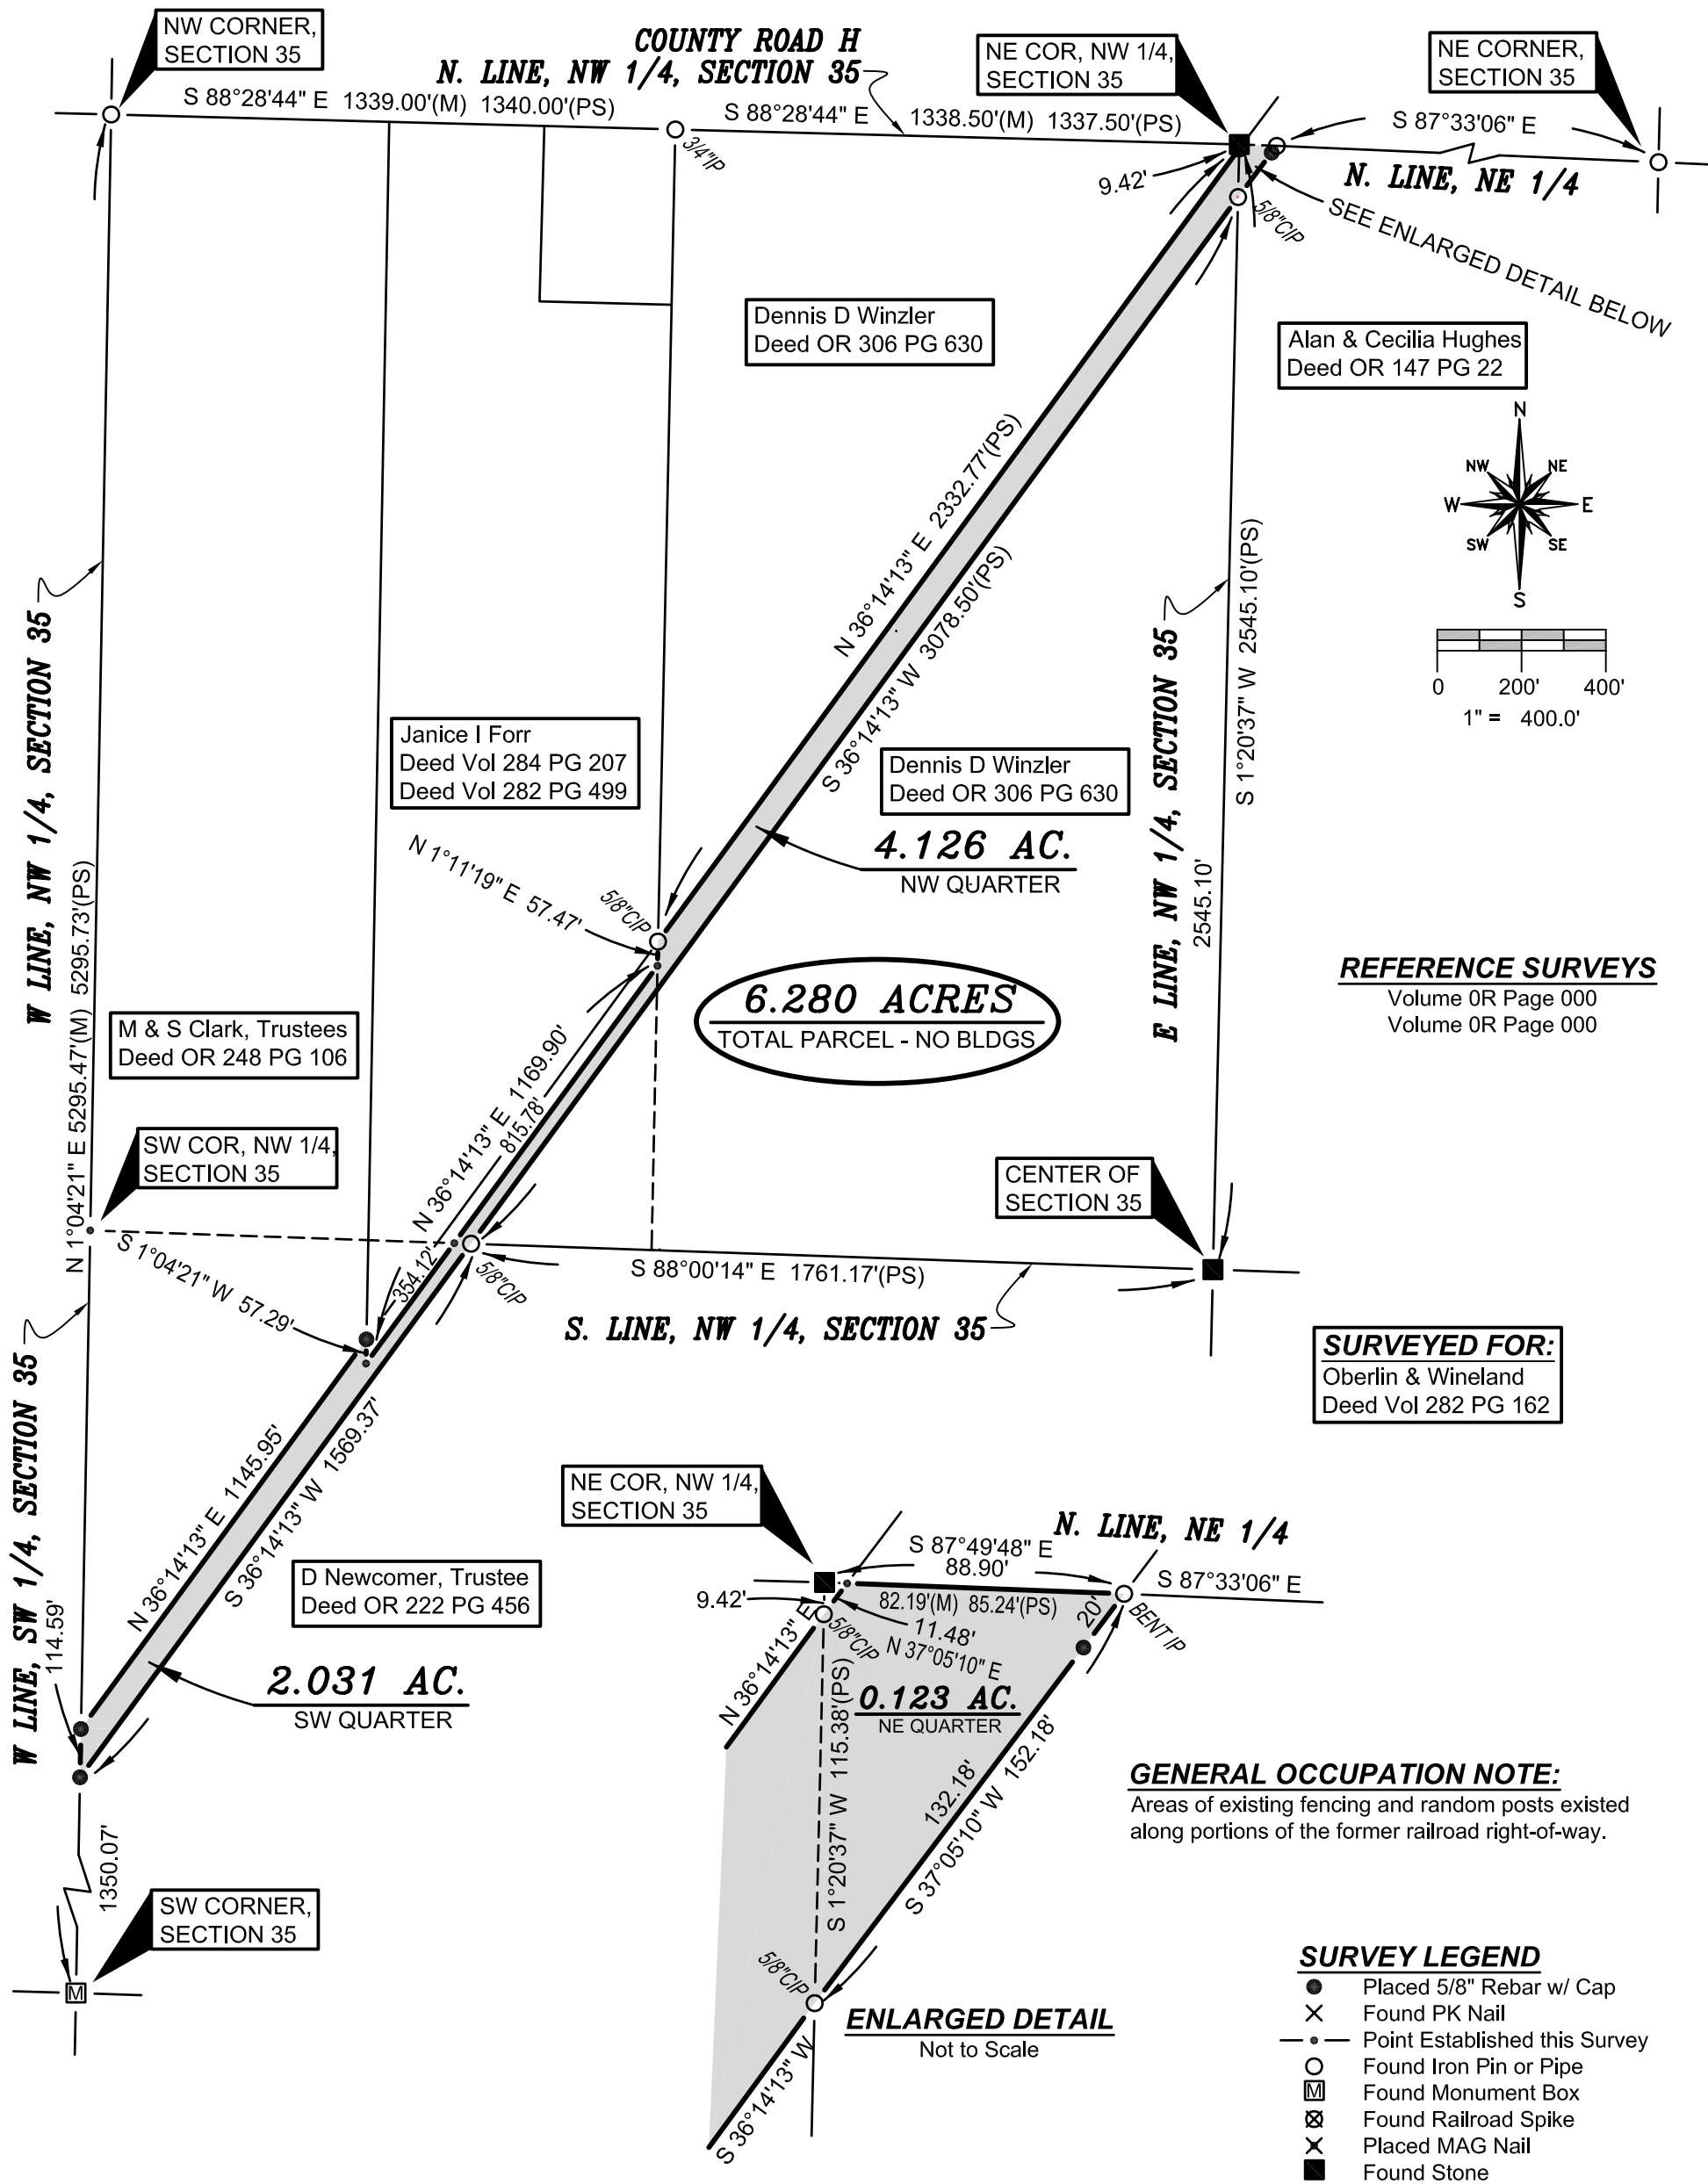 NW CORNER,
SECTION 35
COUNTY ROAD H
N. LINE, NW 1/4, SECTION 35
NE COR, NW 1/4,
SECTION 35
NE CORNER,
SECTION 35
S 88°28'44" E 1339.00'(M) 1340.00'(PS)
S 88°28'44" E 1338.50'(M) 1337.50'(PS)
S 87°33'06" E
3/4"IP
9.42'
N. LINE, NE 1/4
5/8"CIP
SEE ENLARGED DETAIL BELOW
Dennis D Winzler
Deed OR 306 PG 630
Alan & Cecilia Hughes
Deed OR 147 PG 22
N
NW
NE
W
E
SW
SE
S
0 200' 400'
1" = 400.0'
N 36°14'13" E 2332.77'(PS)
S 36°14'13" W 3078.50'(PS)
S 1°20'37" W 2545.10'(PS)
2545.10'
E LINE, NW 1/4, SECTION 35
W LINE, NW 1/4, SECTION 35
N 1°04'21" E 5295.47'(M) 5295.73'(PS)
Janice I Forr
Deed Vol 284 PG 207
Deed Vol 282 PG 499
Dennis D Winzler
Deed OR 306 PG 630
4.126 AC.
NW QUARTER
N 1°11'19" E 57.47'
5/8"CIP
6.280 ACRES
TOTAL PARCEL - NO BLDGS
REFERENCE SURVEYS
Volume 0R Page 000
Volume 0R Page 000
M & S Clark, Trustees
Deed OR 248 PG 106
N 36°14'13" E 1169.90'
815.78'
354.12'
SW COR, NW 1/4,
SECTION 35
CENTER OF
SECTION 35
S 1°04'21" W 57.29'
5/8"CIP
S 88°00'14" E 1761.17'(PS)
S. LINE, NW 1/4, SECTION 35
SURVEYED FOR:
Oberlin & Wineland
Deed Vol 282 PG 162
W LINE, SW 1/4, SECTION 35
114.59'
N 36°14'13" E 1145.95'
S 36°14'13" W 1569.37'
D Newcomer, Trustee
Deed OR 222 PG 456
2.031 AC.
SW QUARTER
1350.07'
SW CORNER,
SECTION 35
M
NE COR, NW 1/4,
SECTION 35
N. LINE, NE 1/4
S 87°49'48" E
88.90'
S 87°33'06" E
9.42'
82.19'(M) 85.24'(PS)
20'
BENT IP
5/8"CIP
11.48'
N 37°05'10" E
N 36°14'13" E
0.123 AC.
NE QUARTER
S 1°20'37" W 115.38'(PS)
132.18'
S 37°05'10" W 152.18'
5/8"CIP
S 36°14'13" W
ENLARGED DETAIL
Not to Scale
GENERAL OCCUPATION NOTE:
Areas of existing fencing and random posts existed
along portions of the former railroad right-of-way.
SURVEY LEGEND
Placed 5/8" Rebar w/ Cap
Found PK Nail
Point Established this Survey
Found Iron Pin or Pipe
M Found Monument Box
Found Railroad Spike
Placed MAG Nail
Found Stone